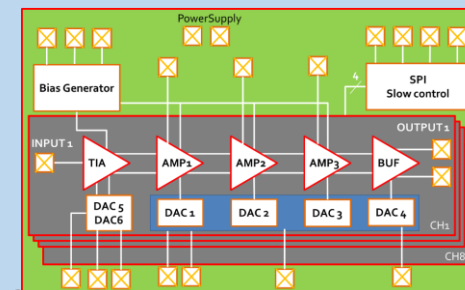 PowerSupply
Bias Generator
4
SPI
Slow control
INPUT 1
OUTPUT 1
TIA
AMP1
AMP2
AMP3
BUF
DAC 5
DAC6
DAC 1
DAC 2
DAC 3
DAC 4
CH1
CH8